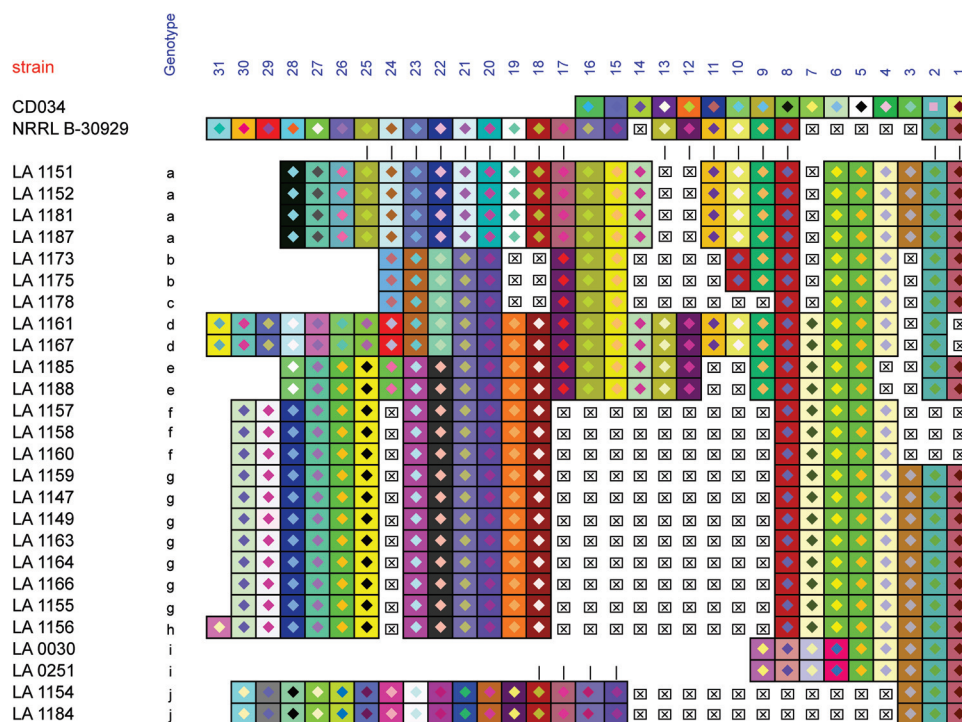 strain Genotype 31 30 29 28 27 26 25 24 23 22 21 20 19 18 17 16 15 14 13 12 11 10 9 8 7 6 5 4 3 2 1
CD034
NRRL B-30929
LA 1151 a
LA 1152 a
LA 1181 a
LA 1187 a
LA 1173 b
LA 1175 b
LA 1178 c
LA 1161 d
LA 1167 d
LA 1185 e
LA 1188 e
LA 1157 f
LA 1158 f
LA 1160 f
LA 1159 g
LA 1147 g
LA 1149 g
LA 1163 g
LA 1164 g
LA 1166 g
LA 1155 g
LA 1156 h
LA 0030 i
LA 0251 i
LA 1154 j
LA 1184 j